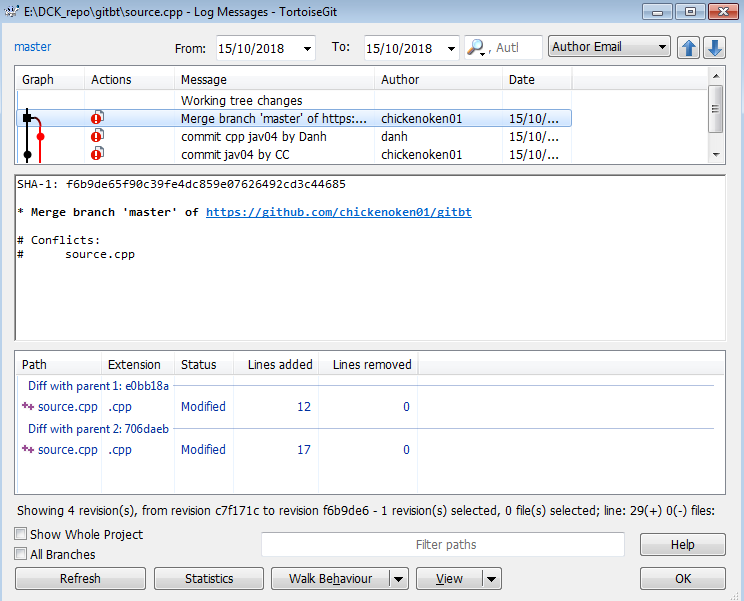 E:\DCK_repo\gitbt\source.cpp - Log Messages - TortoiseGit
master From: 15/10/2018 To: 15/10/2018 , Autl Author Email
Graph Actions Message Author Date
Working tree changes
Merge branch 'master' of https:... chickenoken01 15/10/...
commit cpp jav04 by Danh danh 15/10/...
commit jav04 by CC chickenoken01 15/10/...
SHA-1: f6b9de65f90c39fe4dc859e07626492cd3c44685
* Merge branch 'master' of https://github.com/chickenoken01/gitbt
# Conflicts:
# source.cpp
Path Extension Status Lines added Lines removed
Diff with parent 1: e0bb18a
source.cpp .cpp Modified 12 0
Diff with parent 2: 706daeb
source.cpp .cpp Modified 17 0
Showing 4 revision(s), from revision c7f171c to revision f6b9de6 - 1 revision(s) selected, 0 file(s) selected; line: 29(+) 0(-) files:
Show Whole Project
All Branches
Filter paths
Help
Refresh Statistics Walk Behaviour View OK